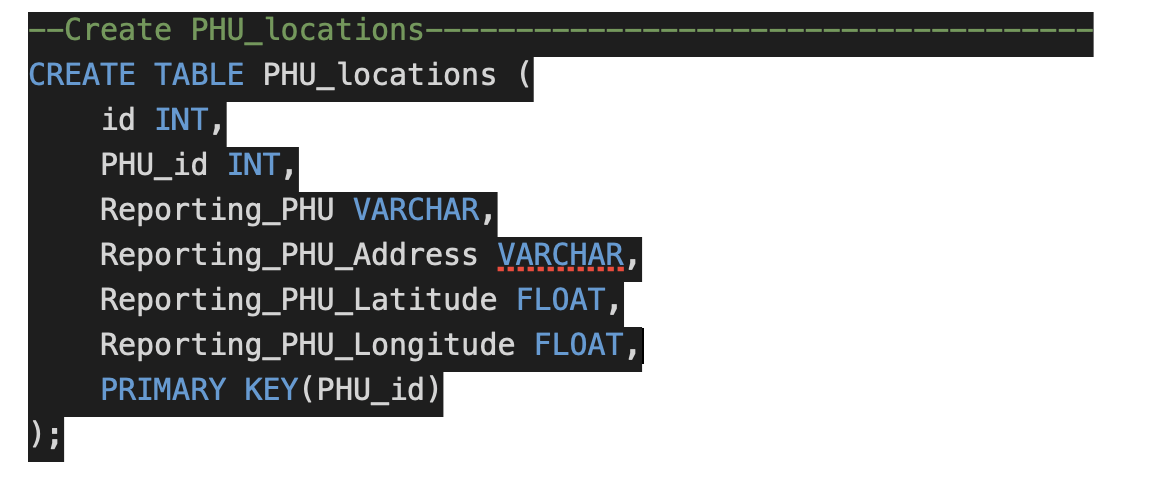 --Create PHU_locations-------------------------------------
CREATE TABLE PHU_locations (
    id INT,
    PHU_id INT,
    Reporting_PHU VARCHAR,
    Reporting_PHU_Address VARCHAR,
    Reporting_PHU_Latitude FLOAT,
    Reporting_PHU_Longitude FLOAT,
    PRIMARY KEY(PHU_id)
);